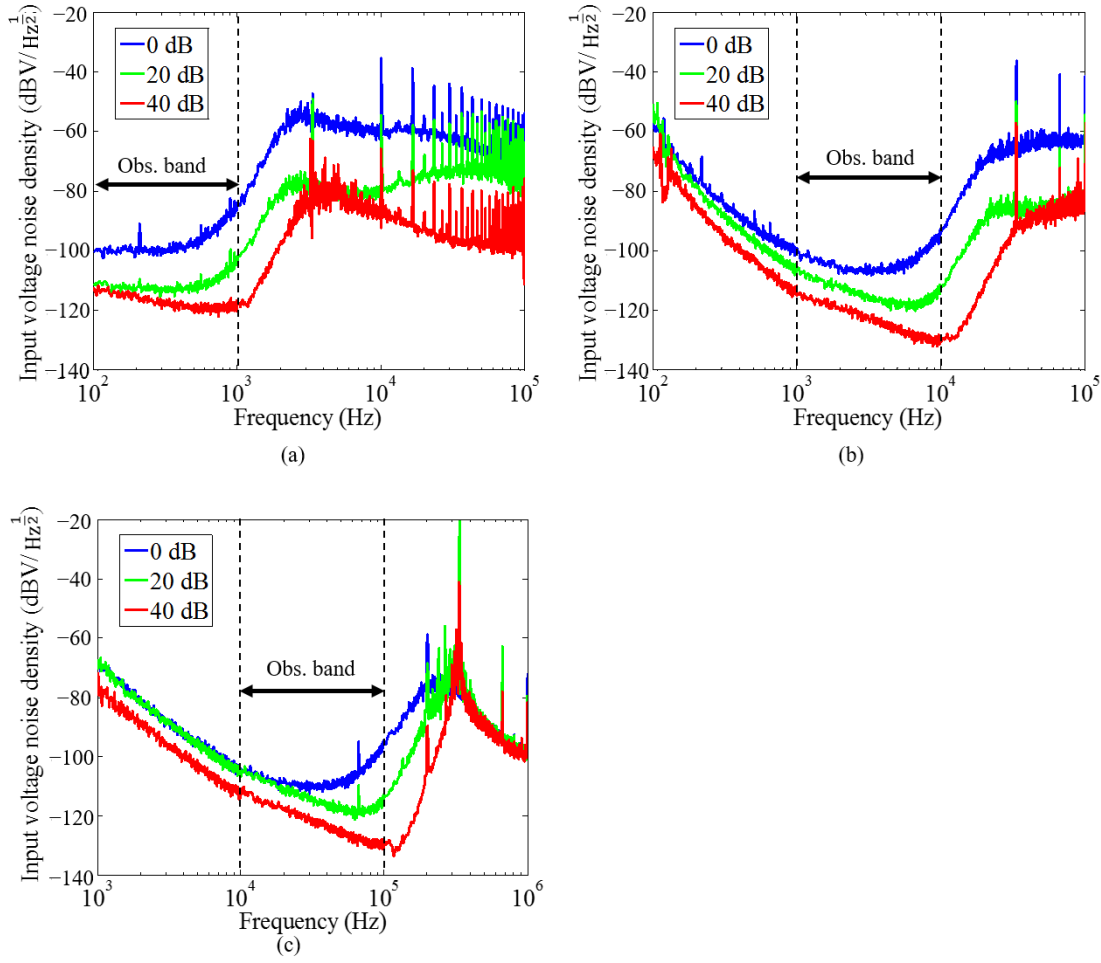 Input voltage noise density (dBV/Hz^1/2)
−20
−40
−60
−80
−100
−120
−140
0 dB
20 dB
40 dB
Obs. band
10^2
10^3
10^4
10^5
Frequency (Hz)
(a)
Input voltage noise density (dBV/Hz^1/2)
−20
−40
−60
−80
−100
−120
−140
0 dB
20 dB
40 dB
Obs. band
10^2
10^3
10^4
10^5
Frequency (Hz)
(b)
Input voltage noise density (dBV/Hz^1/2)
−20
−40
−60
−80
−100
−120
−140
0 dB
20 dB
40 dB
Obs. band
10^3
10^4
10^5
10^6
Frequency (Hz)
(c)